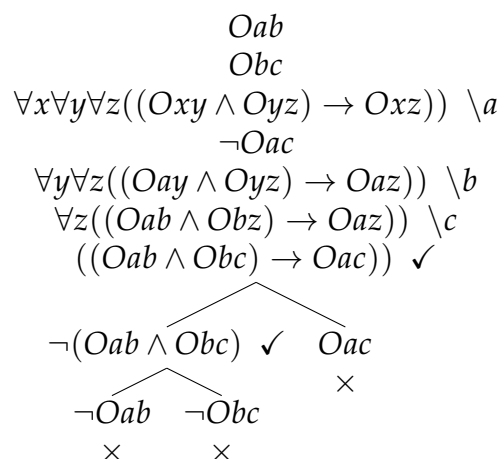 Oab
Obc
∀x∀y∀z((Oxy ∧ Oyz) → Oxz)) \a
¬Oac
∀y∀z((Oay ∧ Oyz) → Oaz)) \b
∀z((Oab ∧ Obz) → Oaz)) \c
((Oab ∧ Obc) → Oac)) ✓
¬(Oab ∧ Obc) ✓ Oac
×
¬Oab ¬Obc
× ×